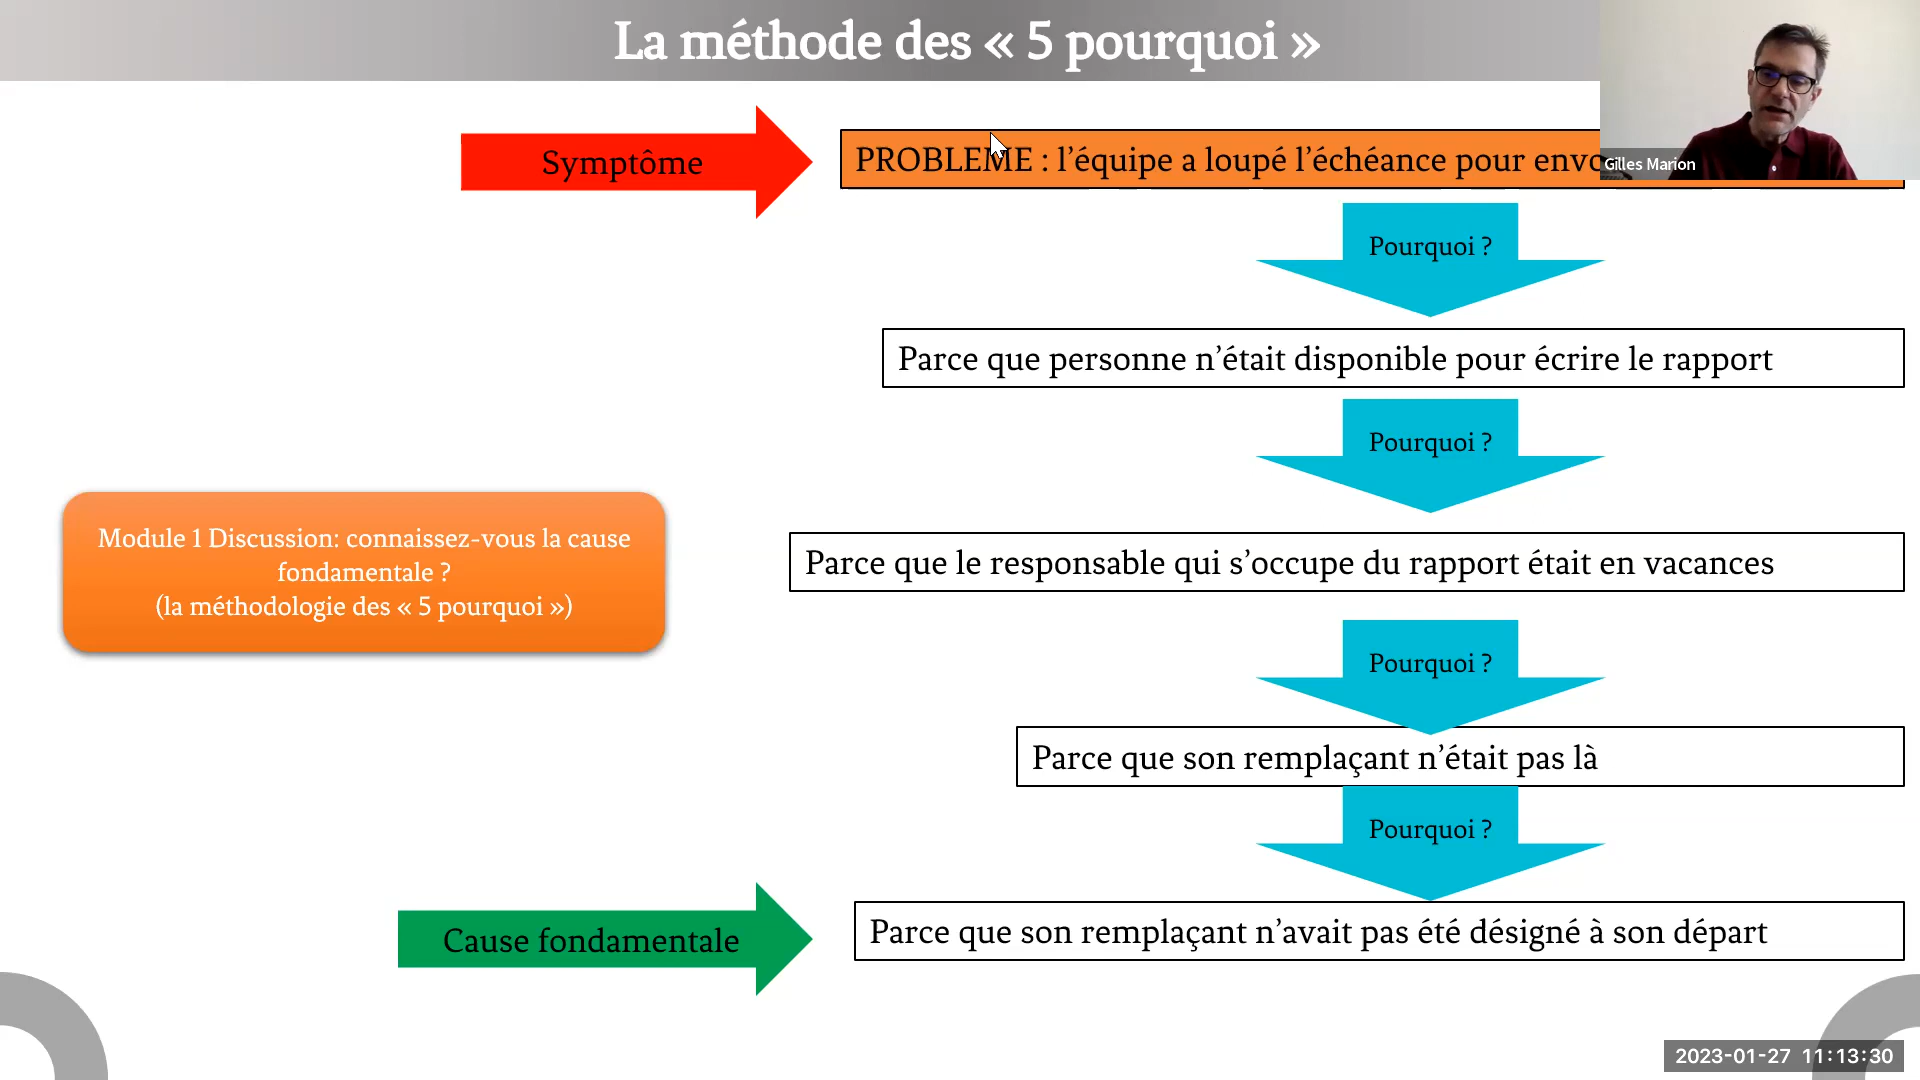 La méthode des « 5 pourquoi »
Gilles Marion
Symptôme
PROBLEME : l’équipe a loupé l’échéance pour
Pourquoi ?
Parce que personne n’était disponible pour écrire le rapport
Pourquoi ?
Parce que le responsable qui s’occupe du rapport était en vacances
Module 1 Discussion: connaissez-vous la cause
fondamentale ?
(la méthodologie des « 5 pourquoi »)
Pourquoi ?
Parce que son remplaçant n’était pas là
Pourquoi ?
Cause fondamentale
Parce que son remplaçant n’avait pas été désigné à son départ
2023-01-27 11:13:30